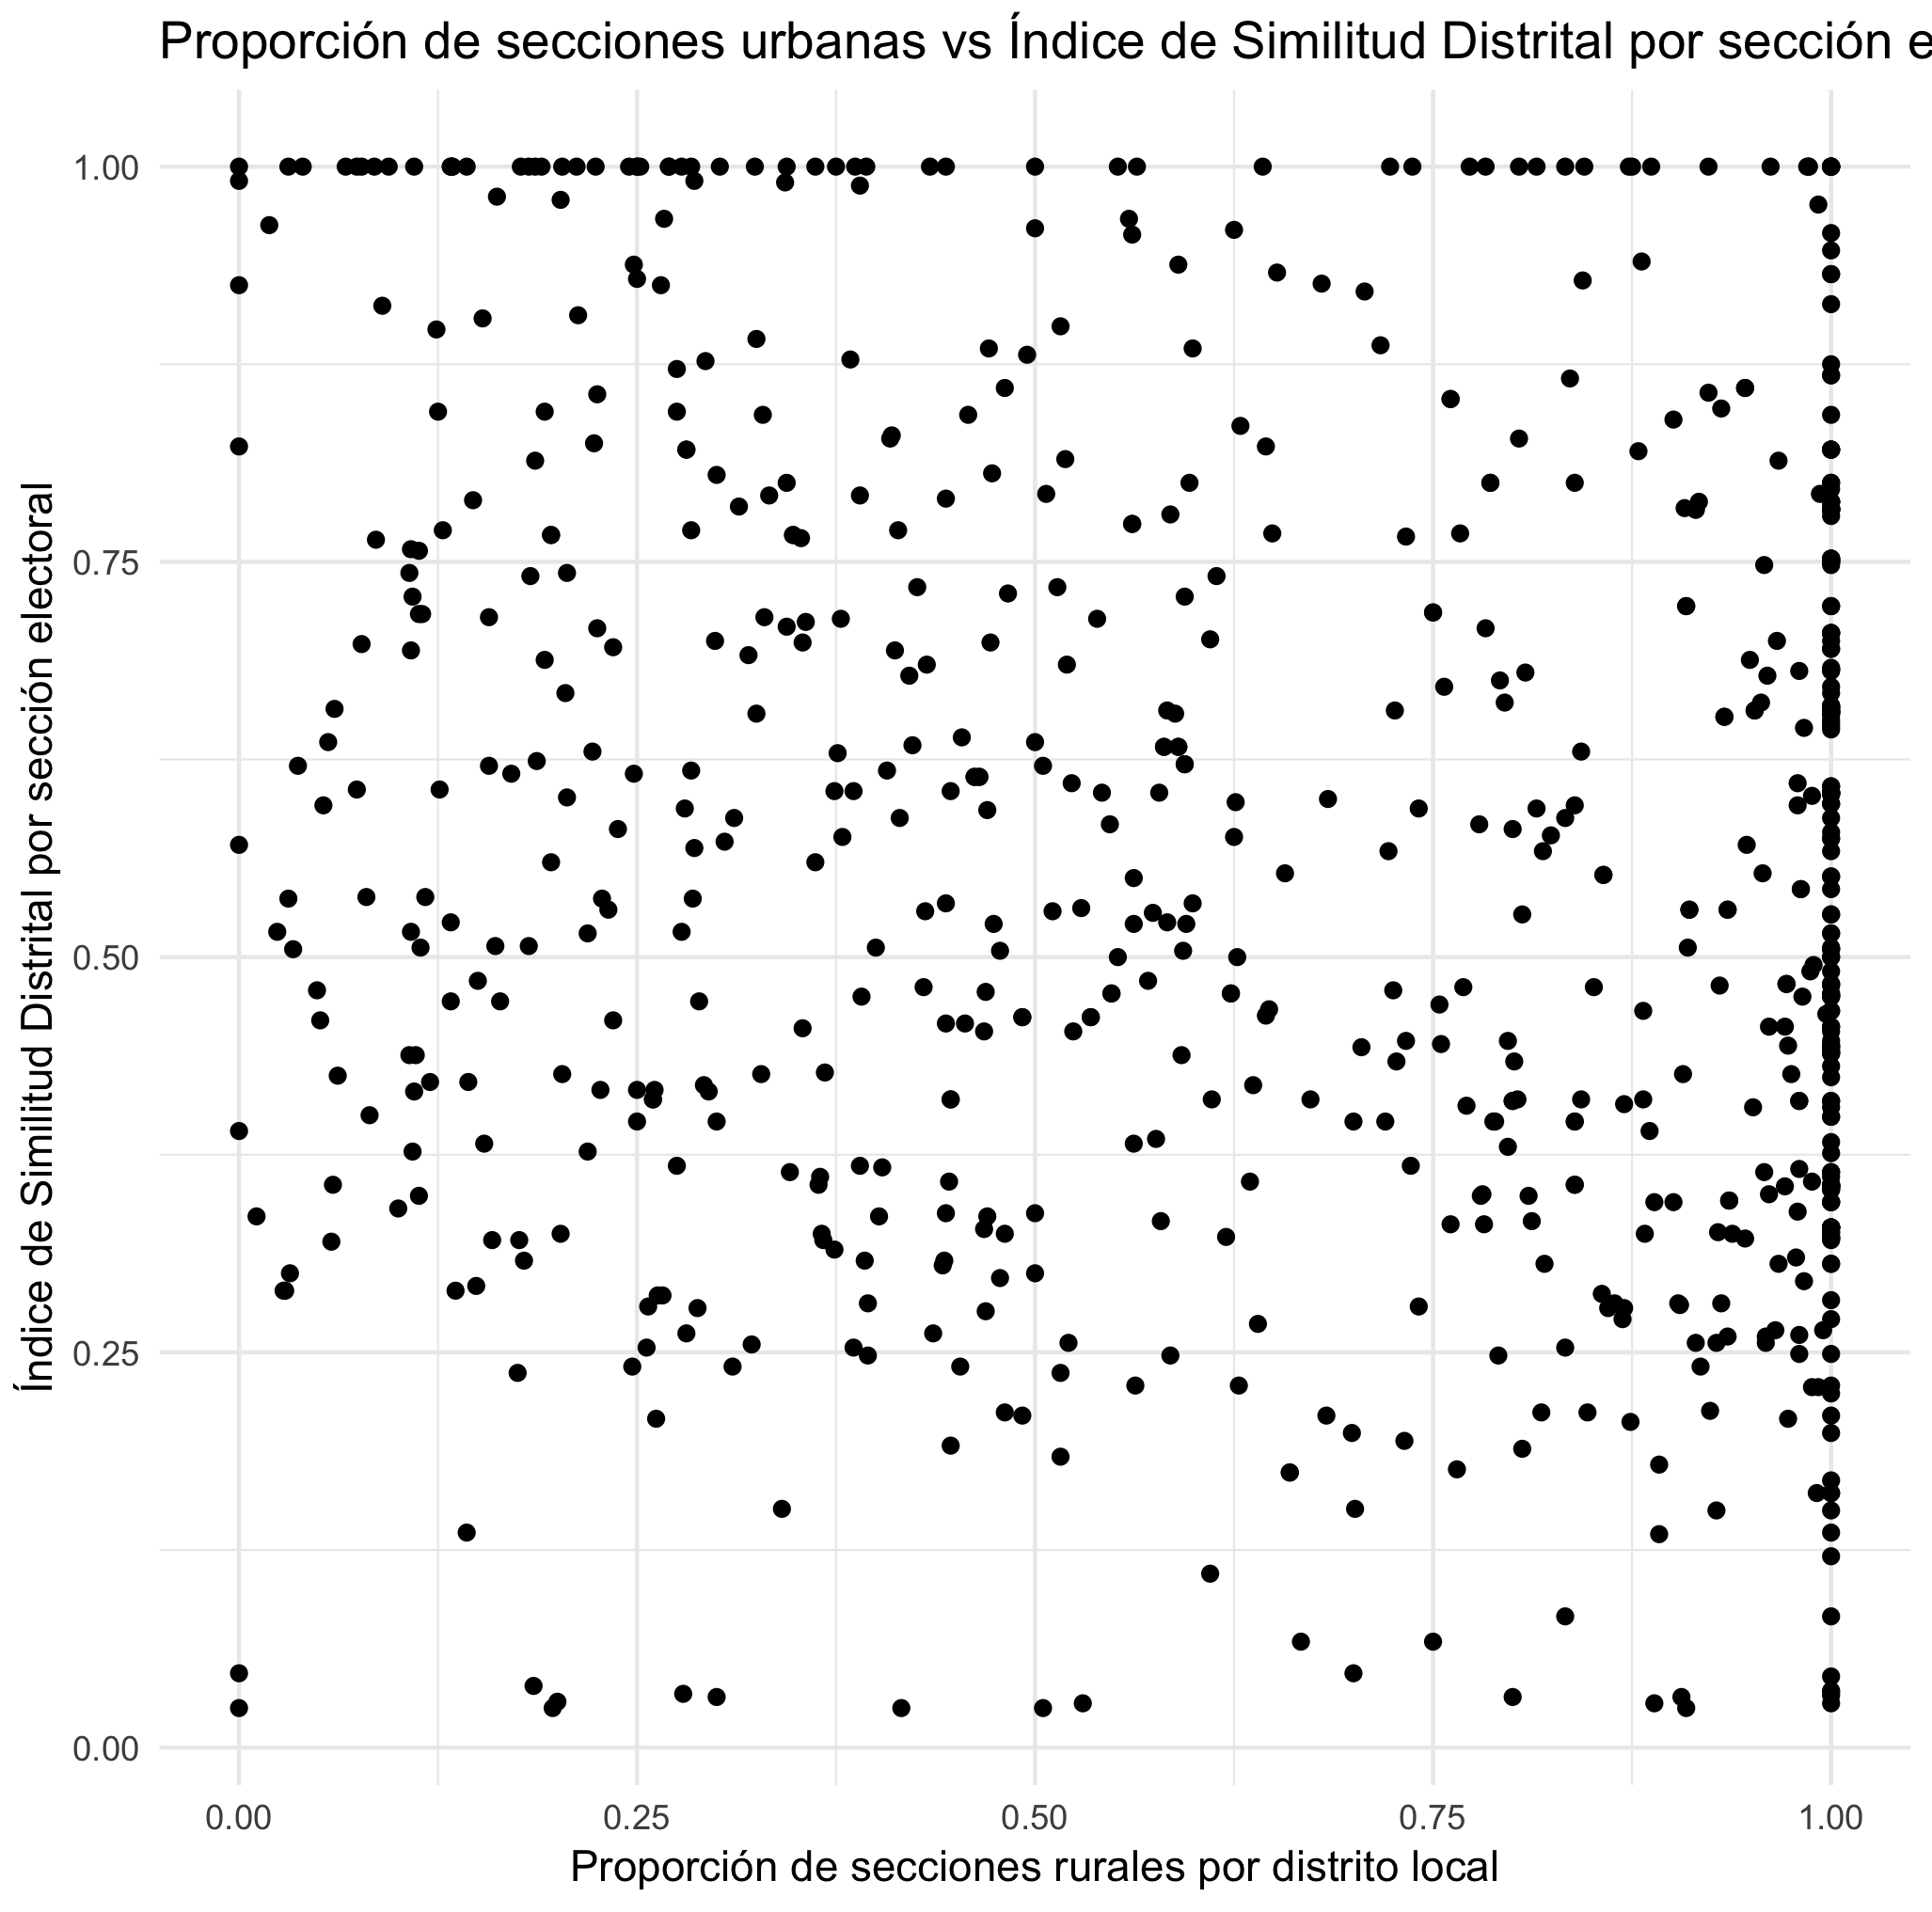 Proporción de secciones urbanas vs Índice de Similitud Distrital por sección e
Índice de Similitud Distrital por sección electoral
1.00
0.75
0.50
0.25
0.00
0.00 0.25 0.50 0.75 1.00
Proporción de secciones rurales por distrito local